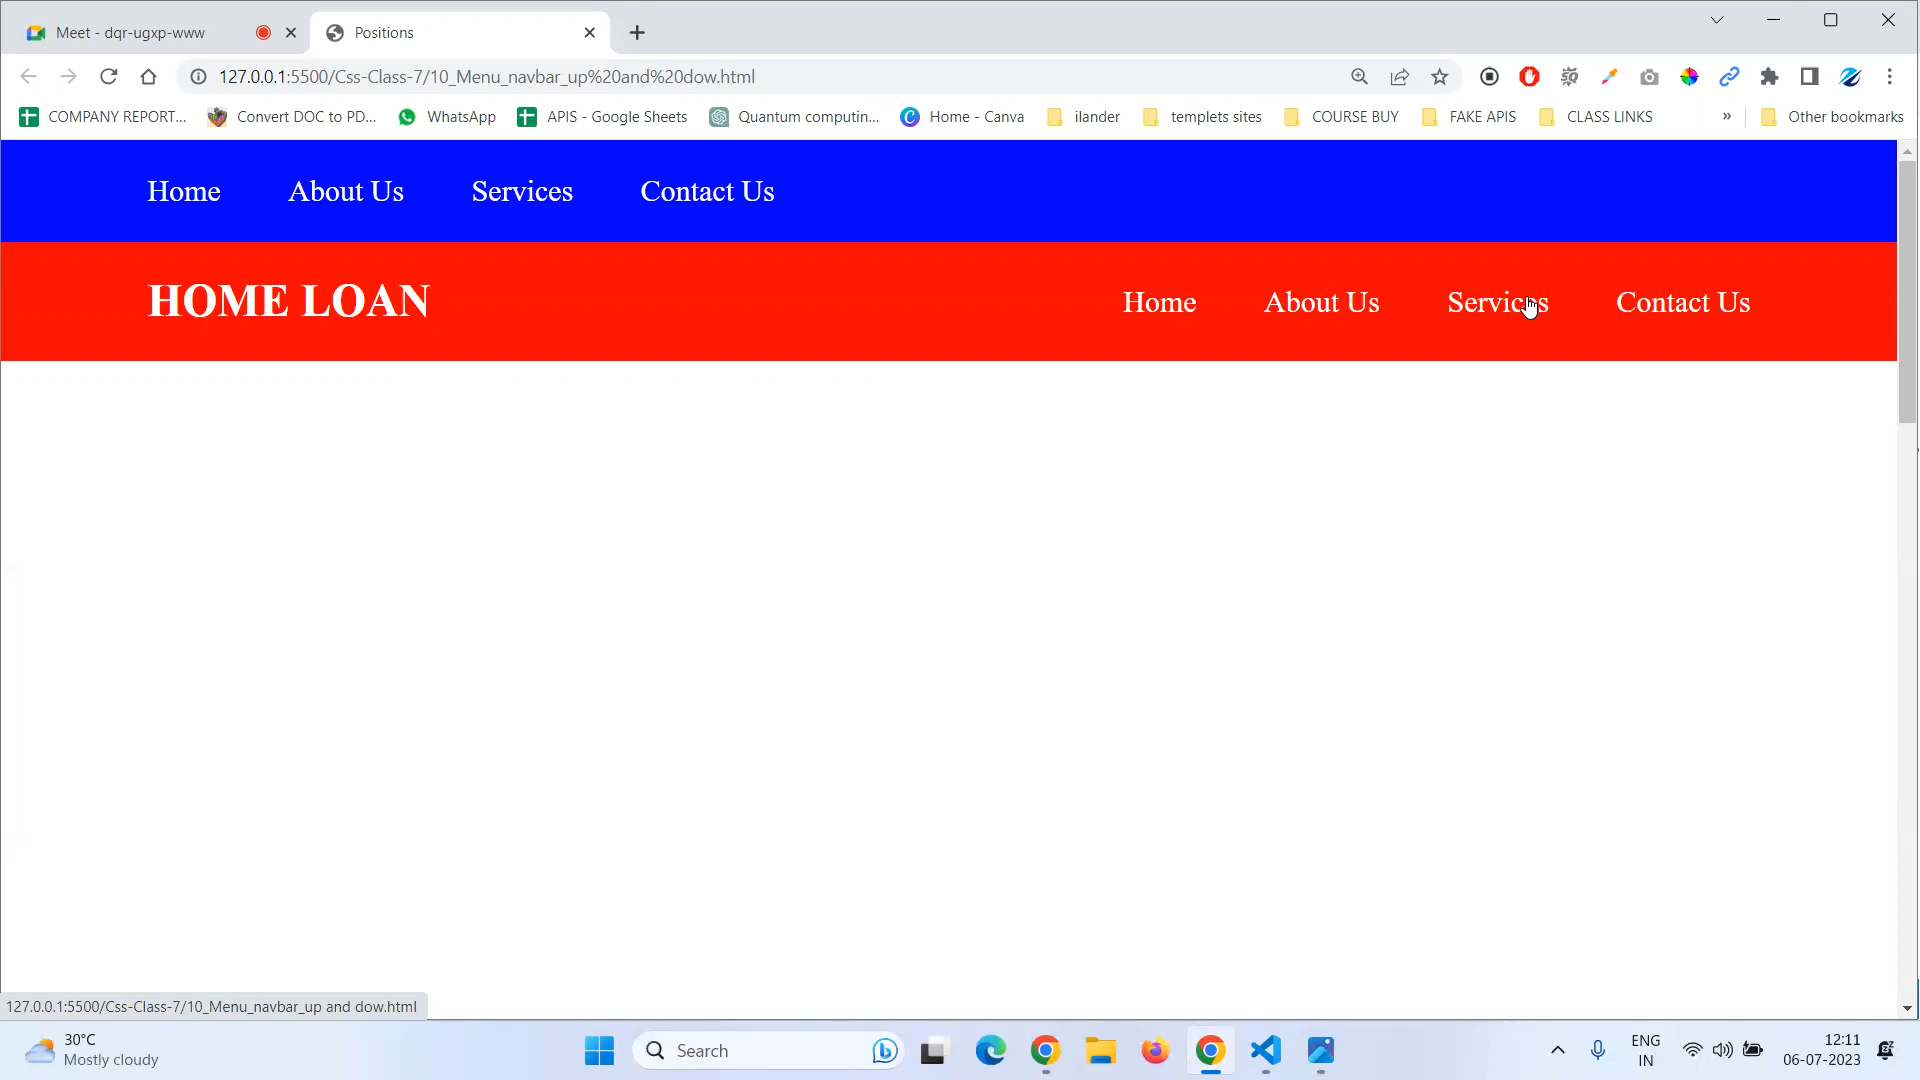 Meet - dqr-ugxp-www
Positions
127.0.0.1:5500/Css-Class-7/10_Menu_navbar_up%20and%20dow.html
COMPANY REPORT...
Convert DOC to PD...
WhatsApp
APIS - Google Sheets
Quantum computin...
Home - Canva
ilander
templets sites
COURSE BUY
FAKE APIS
CLASS LINKS
»
Other bookmarks
Home About Us Services Contact Us
HOME LOAN
Home About Us Services Contact Us
127.0.0.1:5500/Css-Class-7/10_Menu_navbar_up and dow.html
30°C
Mostly cloudy
Search
ENG
IN
12:11
06-07-2023